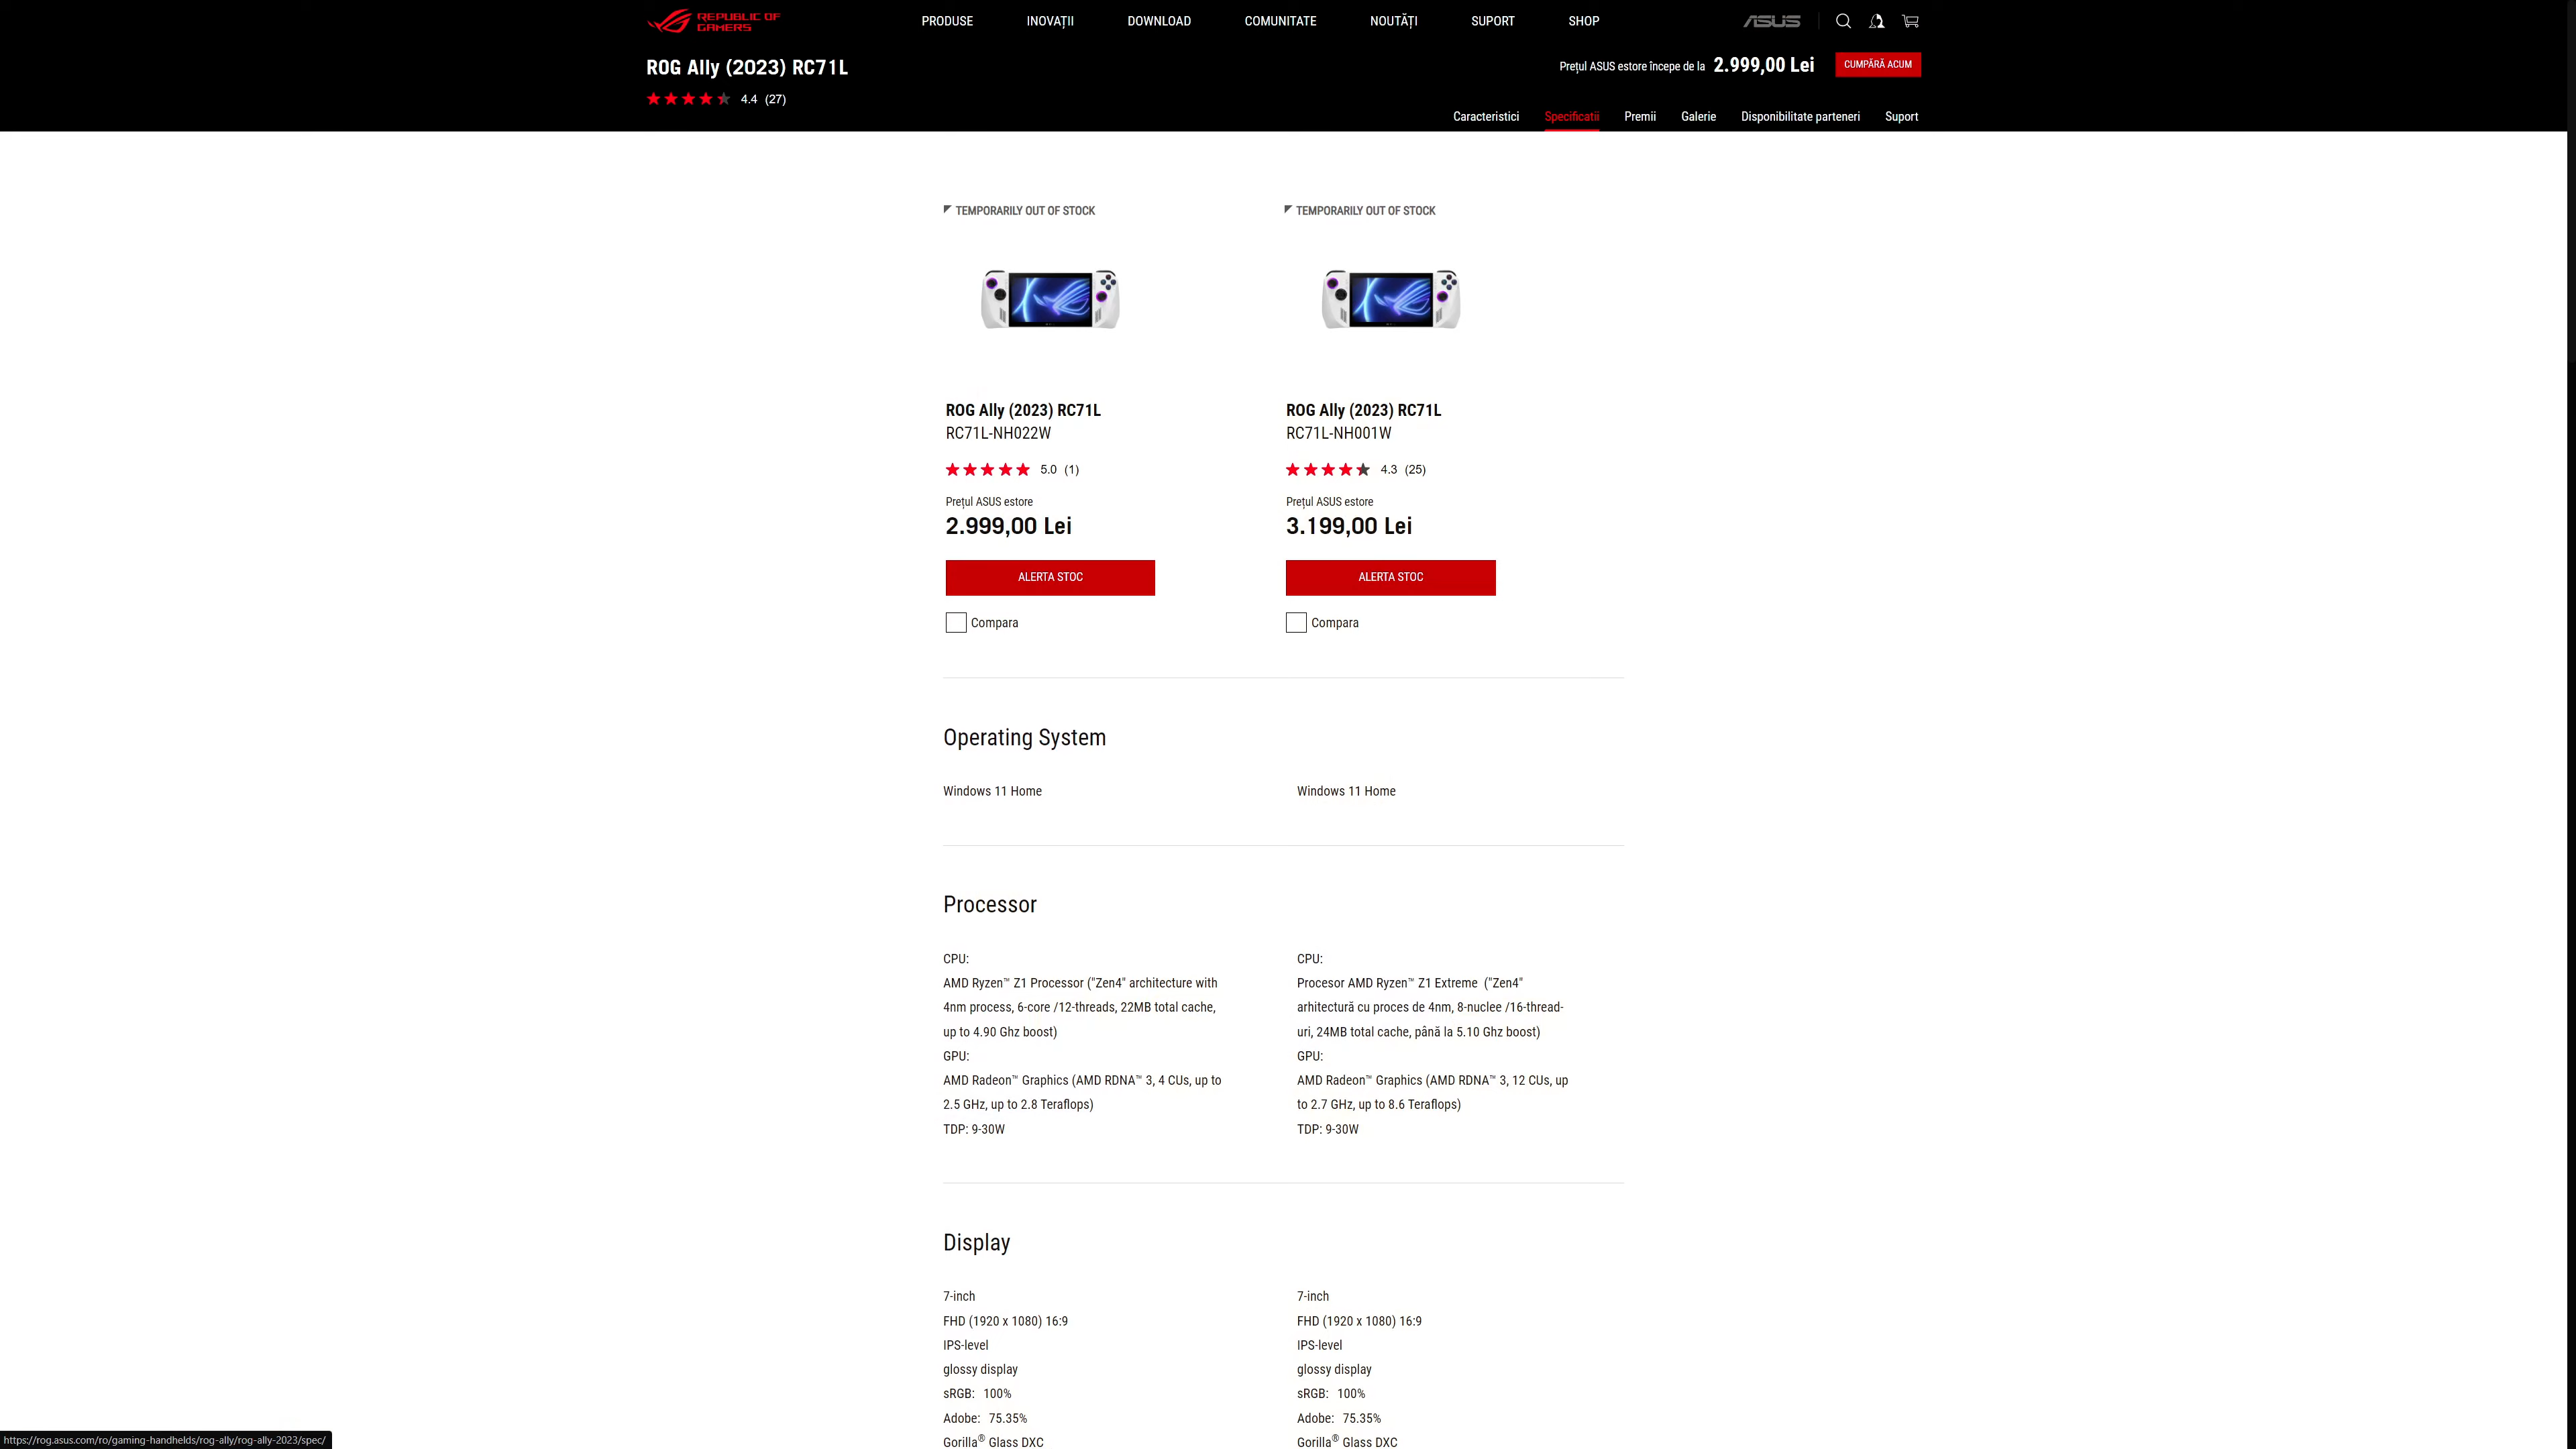 REPUBLIC OF
GAMERS
PRODUSE INOVAȚII DOWNLOAD COMUNITATE NOUTĂȚI SUPORT SHOP
ASUS
ROG Ally (2023) RC71L
Prețul ASUS estore începe de la 2.999,00 Lei CUMPĂRĂ ACUM
4.4 (27)
Caracteristici Specificatii Premii Galerie Disponibilitate parteneri Suport
TEMPORARILY OUT OF STOCK
ROG Ally (2023) RC71L
RC71L-NH022W
5.0 (1)
Prețul ASUS estore
2.999,00 Lei
ALERTA STOC
Compara
TEMPORARILY OUT OF STOCK
ROG Ally (2023) RC71L
RC71L-NH001W
4.3 (25)
Prețul ASUS estore
3.199,00 Lei
ALERTA STOC
Compara
Operating System
Windows 11 Home
Windows 11 Home
Processor
CPU:
AMD Ryzen™ Z1 Processor ("Zen4" architecture with
4nm process, 6-core /12-threads, 22MB total cache,
up to 4.90 Ghz boost)
GPU:
AMD Radeon™ Graphics (AMD RDNA™ 3, 4 CUs, up to
2.5 GHz, up to 2.8 Teraflops)
TDP: 9-30W
CPU:
Procesor AMD Ryzen™ Z1 Extreme ("Zen4"
arhitectură cu proces de 4nm, 8-nuclee /16-thread-
uri, 24MB total cache, până la 5.10 Ghz boost)
GPU:
AMD Radeon™ Graphics (AMD RDNA™ 3, 12 CUs, up
to 2.7 GHz, up to 8.6 Teraflops)
TDP: 9-30W
Display
7-inch
FHD (1920 x 1080) 16:9
IPS-level
glossy display
sRGB: 100%
Adobe: 75.35%
Gorilla® Glass DXC
7-inch
FHD (1920 x 1080) 16:9
IPS-level
glossy display
sRGB: 100%
Adobe: 75.35%
Gorilla® Glass DXC
https://rog.asus.com/ro/gaming-handhelds/rog-ally/rog-ally-2023/spec/